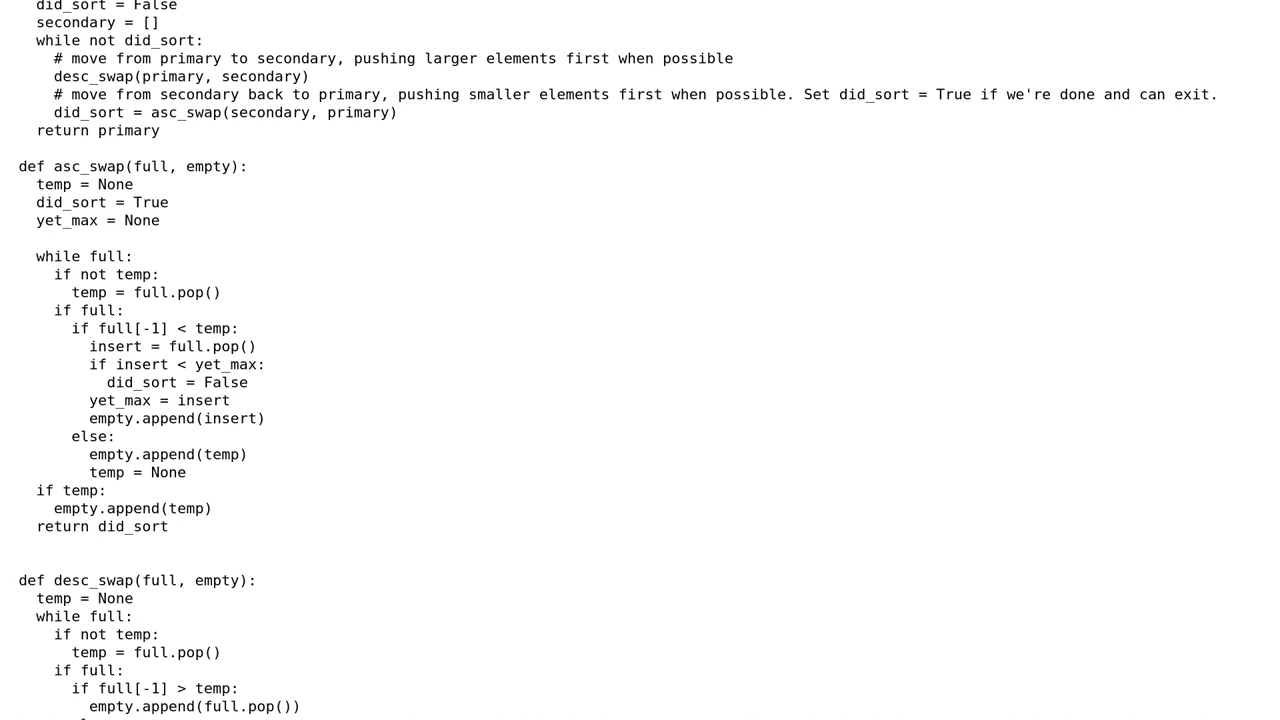 did_sort = False
secondary = []
while not did_sort:
# move from primary to secondary, pushing larger elements first when possible
desc_swap(primary, secondary)
# move from secondary back to primary, pushing smaller elements first when possible. Set did_sort = True if we're done and can exit.
did_sort = asc_swap(secondary, primary)
return primary
def asc_swap(full, empty):
temp = None
did_sort = True
yet_max = None
while full:
if not temp:
temp = full.pop()
if full:
if full[-1] < temp:
insert = full.pop()
if insert < yet_max:
did_sort = False
yet_max = insert
empty.append(insert)
else:
empty.append(temp)
temp = None
if temp:
empty.append(temp)
return did_sort
def desc_swap(full, empty):
temp = None
while full:
if not temp:
temp = full.pop()
if full:
if full[-1] > temp:
empty.append(full.pop())